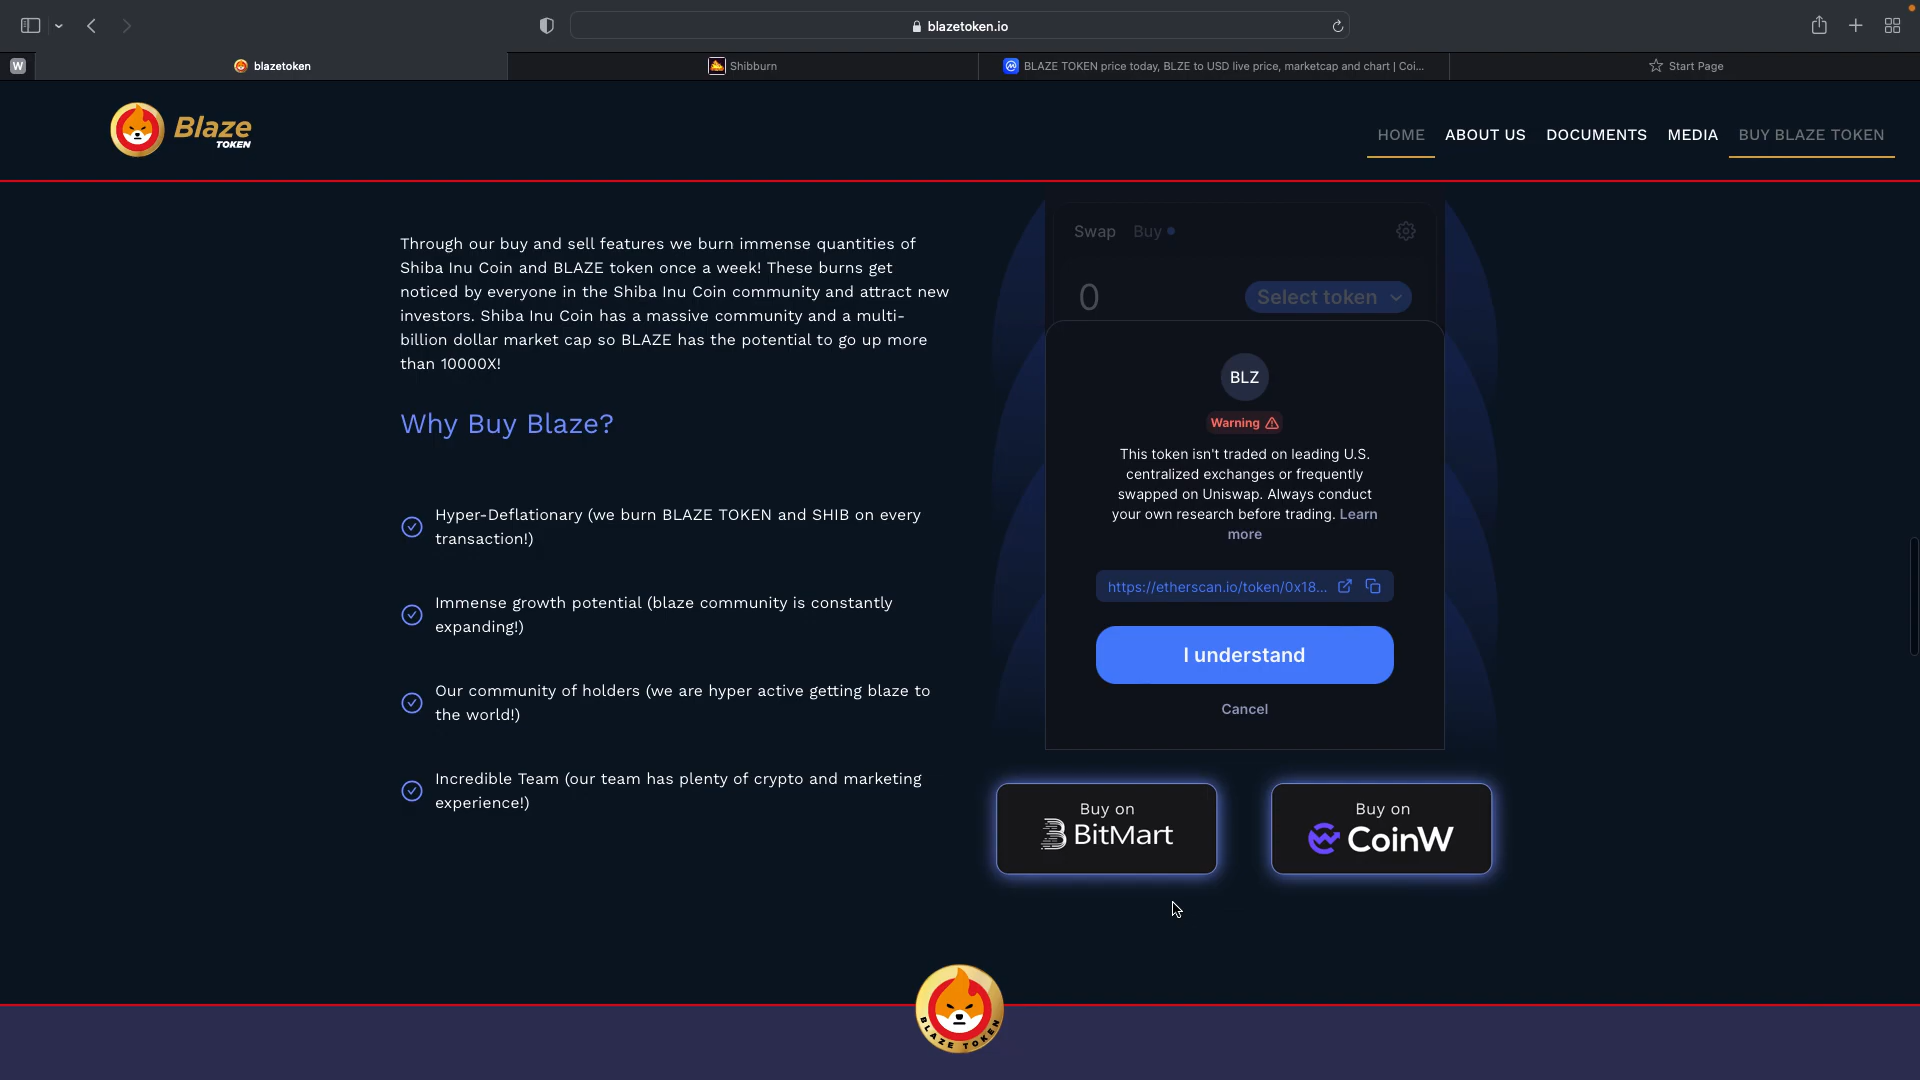 blazetoken.io
W
blazetoken
Shibburn
BLAZE TOKEN price today, BLZE to USD live price, marketcap and chart | Coi...
Start Page
Blaze
TOKEN
HOME
ABOUT US
DOCUMENTS
MEDIA
BUY BLAZE TOKEN
Through our buy and sell features we burn immense quantities of
Shiba Inu Coin and BLAZE token once a week! These burns get
noticed by everyone in the Shiba Inu Coin community and attract new
investors. Shiba Inu Coin has a massive community and a multi-
billion dollar market cap so BLAZE has the potential to go up more
than 10000X!
Why Buy Blaze?
Hyper-Deflationary (we burn BLAZE TOKEN and SHIB on every
transaction!)
Immense growth potential (blaze community is constantly
expanding!)
Our community of holders (we are hyper active getting blaze to
the world!)
Incredible Team (our team has plenty of crypto and marketing
experience!)
Swap Buy
0
Select token
BLZ
Warning
This token isn't traded on leading U.S.
centralized exchanges or frequently
swapped on Uniswap. Always conduct
your own research before trading. Learn
more
https://etherscan.io/token/0x18...
I understand
Cancel
Buy on
BitMart
Buy on
CoinW
BLAZE TOKEN